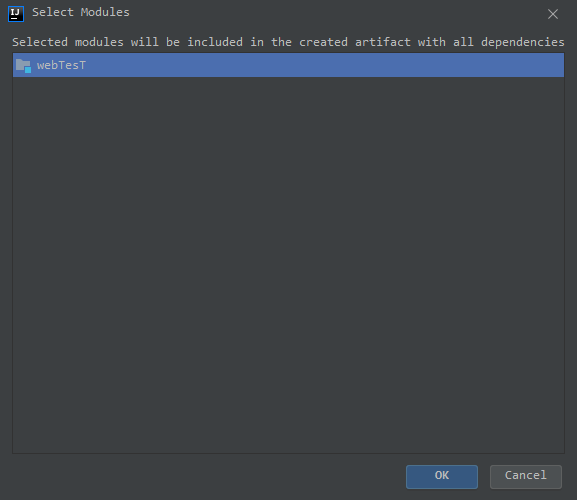 IJ
Select Modules
Selected modules will be included in the created artifact with all dependencies
webTesT
OK
Cancel